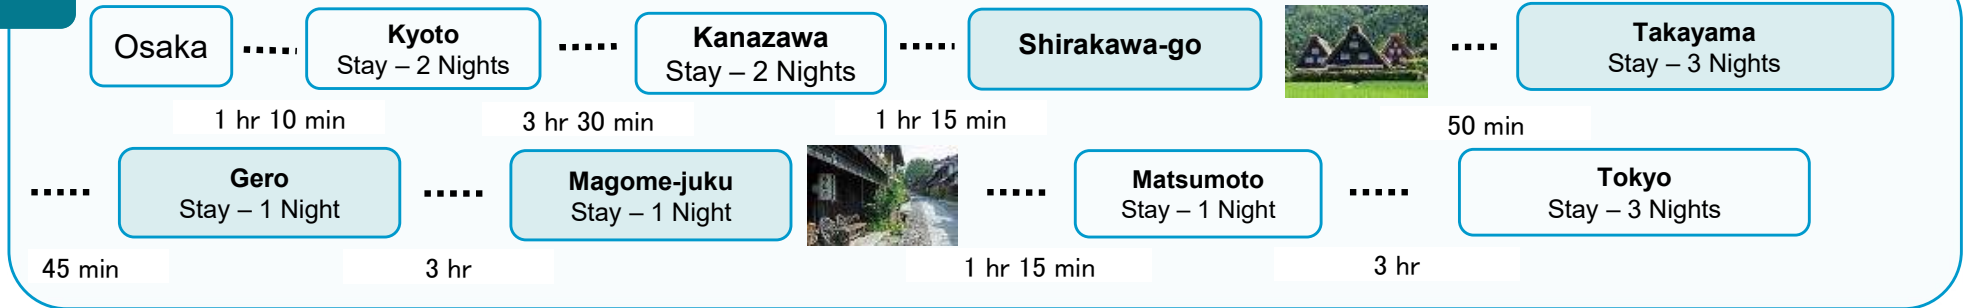 Osaka
Kyoto
Stay – 2 Nights
Kanazawa
Stay – 2 Nights
Shirakawa-go
Takayama
Stay – 3 Nights
1 hr 10 min
3 hr 30 min
1 hr 15 min
50 min
Gero
Stay – 1 Night
Magome-juku
Stay – 1 Night
Matsumoto
Stay – 1 Night
Tokyo
Stay – 3 Nights
45 min
3 hr
1 hr 15 min
3 hr